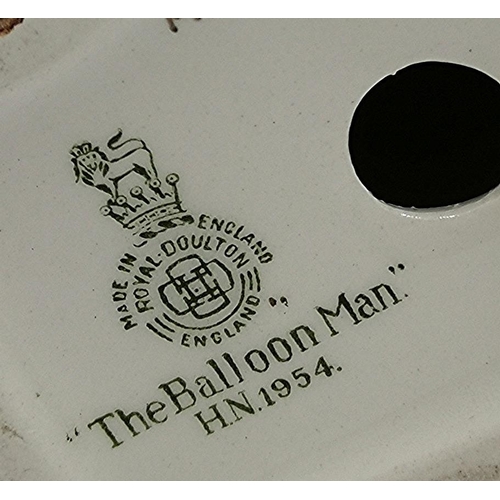 MADE IN ENGLAND
ROYAL-DOULTON
ENGLAND
"The Balloon Man".
H.N.1954.